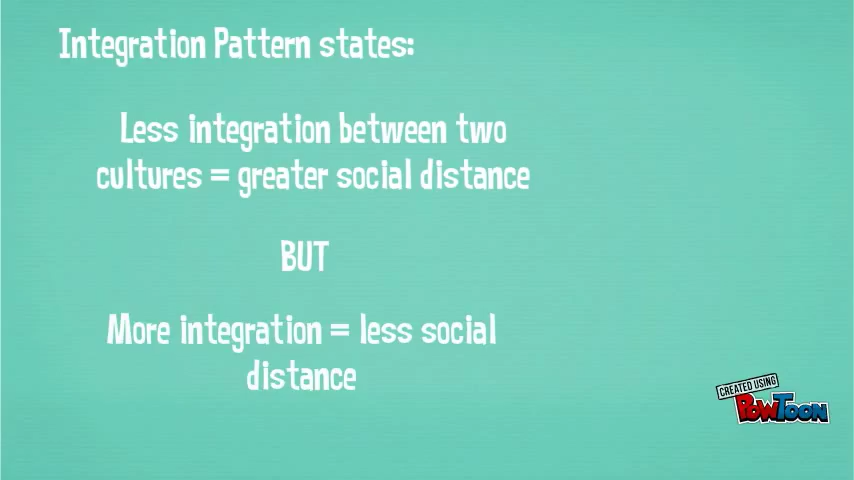 Integration Pattern states:
Less integration between two
cultures = greater social distance
BUT
More integration = less social
distance
CREATED USING
POWTOON